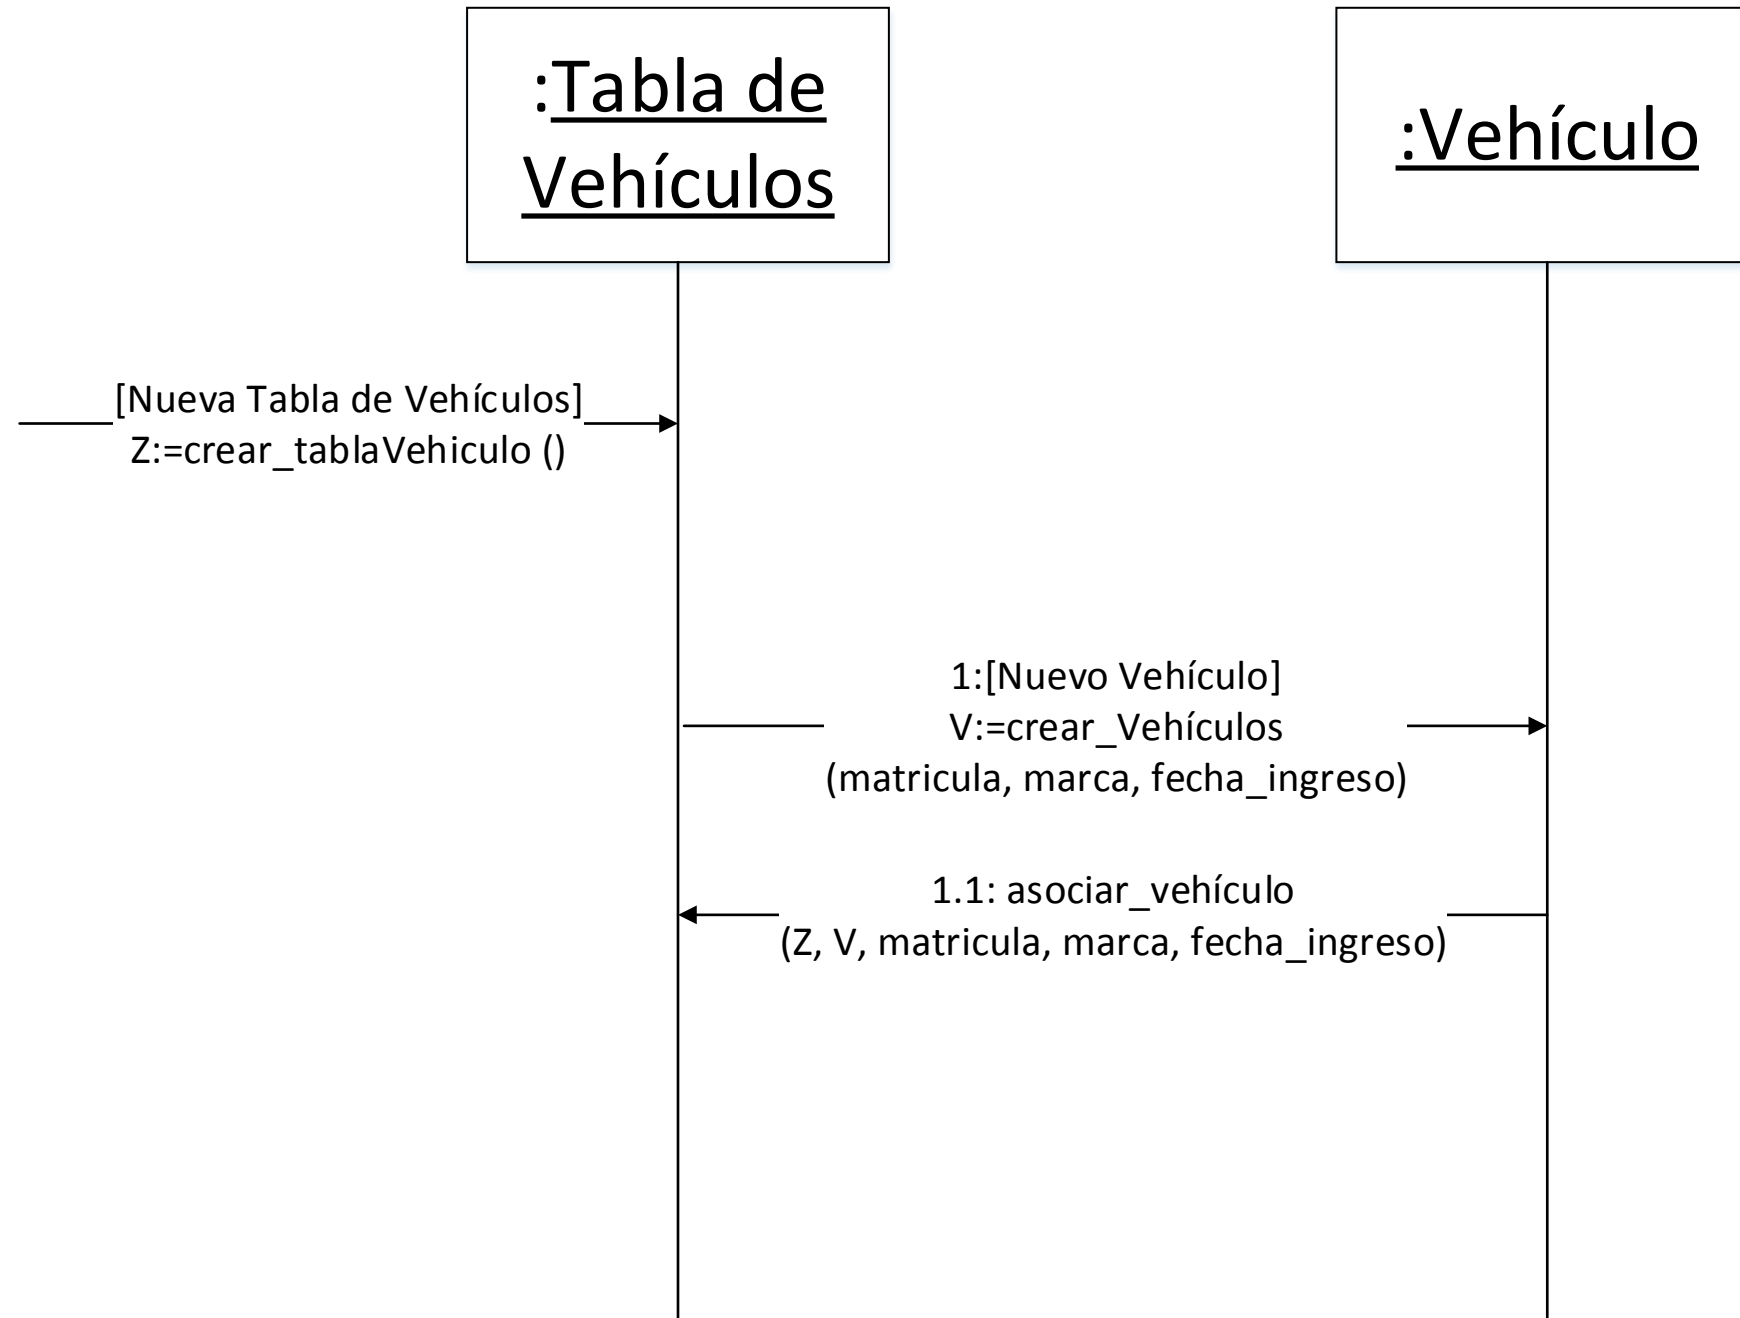 :Tabla de
Vehículos
:Vehículo
[Nueva Tabla de Vehículos]
Z:=crear_tablaVehiculo ()
1:[Nuevo Vehículo]
V:=crear_Vehículos
(matricula, marca, fecha_ingreso)
1.1: asociar_vehículo
(Z, V, matricula, marca, fecha_ingreso)